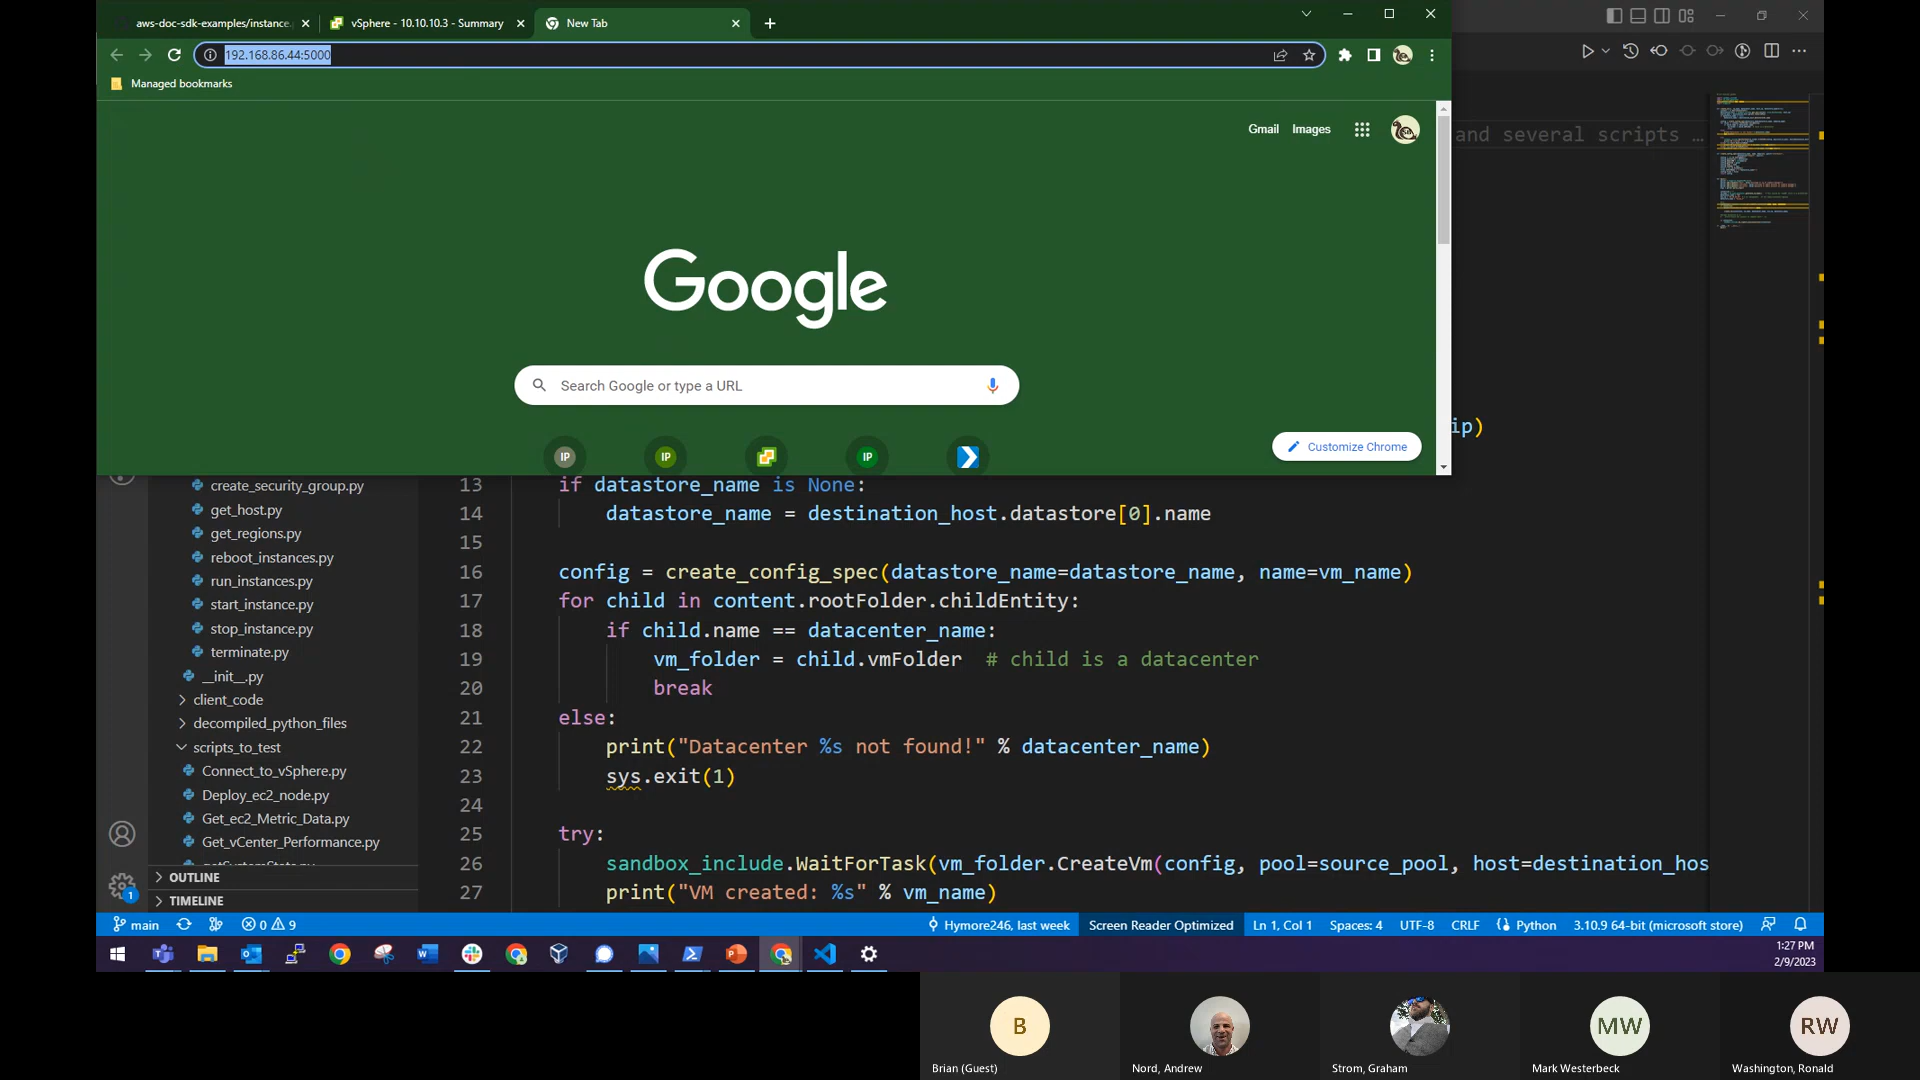 aws-doc-sdk-examples/instance.
vSphere - 10.10.10.3 - Summary
New Tab
192.168.86.44:5000
Managed bookmarks
Gmail
Images
and several scripts …
Google
Search Google or type a URL
IP
IP
IP
Customize Chrome
ip)
create_security_group.py
get_host.py
get_regions.py
reboot_instances.py
run_instances.py
start_instance.py
stop_instance.py
terminate.py
__init__.py
client_code
decompiled_python_files
scripts_to_test
Connect_to_vSphere.py
Deploy_ec2_node.py
Get_ec2_Metric_Data.py
Get_vCenter_Performance.py
OUTLINE
TIMELINE
13 if datastore_name is None:
14 datastore_name = destination_host.datastore[0].name
15
16 config = create_config_spec(datastore_name=datastore_name, name=vm_name)
17 for child in content.rootFolder.childEntity:
18 if child.name == datacenter_name:
19 vm_folder = child.vmFolder # child is a datacenter
20 break
21 else:
22 print("Datacenter %s not found!" % datacenter_name)
23 sys.exit(1)
24
25 try:
26 sandbox_include.WaitForTask(vm_folder.CreateVm(config, pool=source_pool, host=destination_hos
27 print("VM created: %s" % vm_name)
main
0
9
Hymore246, last week
Screen Reader Optimized
Ln 1, Col 1
Spaces: 4
UTF-8
CRLF
Python
3.10.9 64-bit (microsoft store)
1
1:27 PM
2/9/2023
B
MW
RW
Brian (Guest)
Nord, Andrew
Strom, Graham
Mark Westerbeck
Washington, Ronald